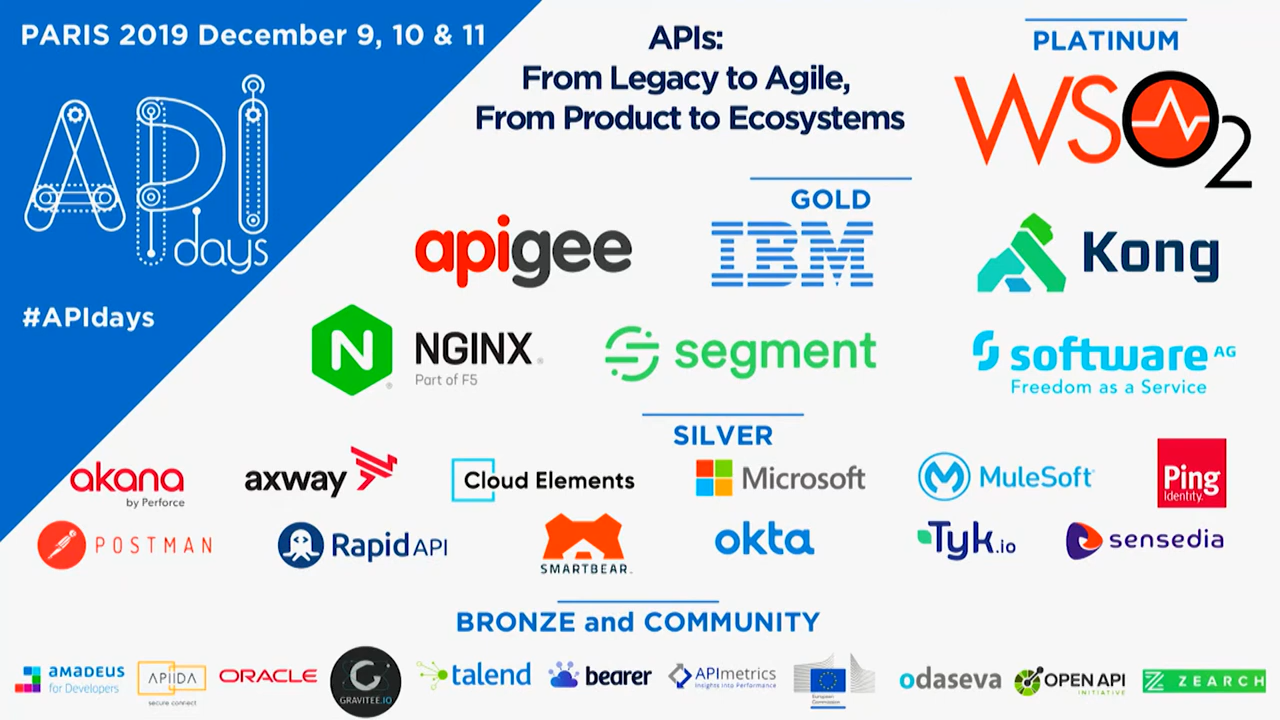 PARIS 2019 December 9, 10 & 11
API
days
#APIdays
APIs:
From Legacy to Agile,
From Product to Ecosystems
PLATINUM
WSO2
GOLD
apigee
IBM
Kong
NGINX
Part of F5
segment
software AG
Freedom as a Service
SILVER
akana
by Perforce
axway
Cloud Elements
Microsoft
MuleSoft
Ping
Identity.
POSTMAN
RapidAPI
SMARTBEAR
okta
Tyk.io
sensedia
BRONZE and COMMUNITY
amadeus
for Developers
APIIDA
secure connect
ORACLE
G
GRAVITEE.IO
talend
bearer
APImetrics
Insights into Performance
European
Commission
odaseva
OPEN API
INITIATIVE
ZEARCH